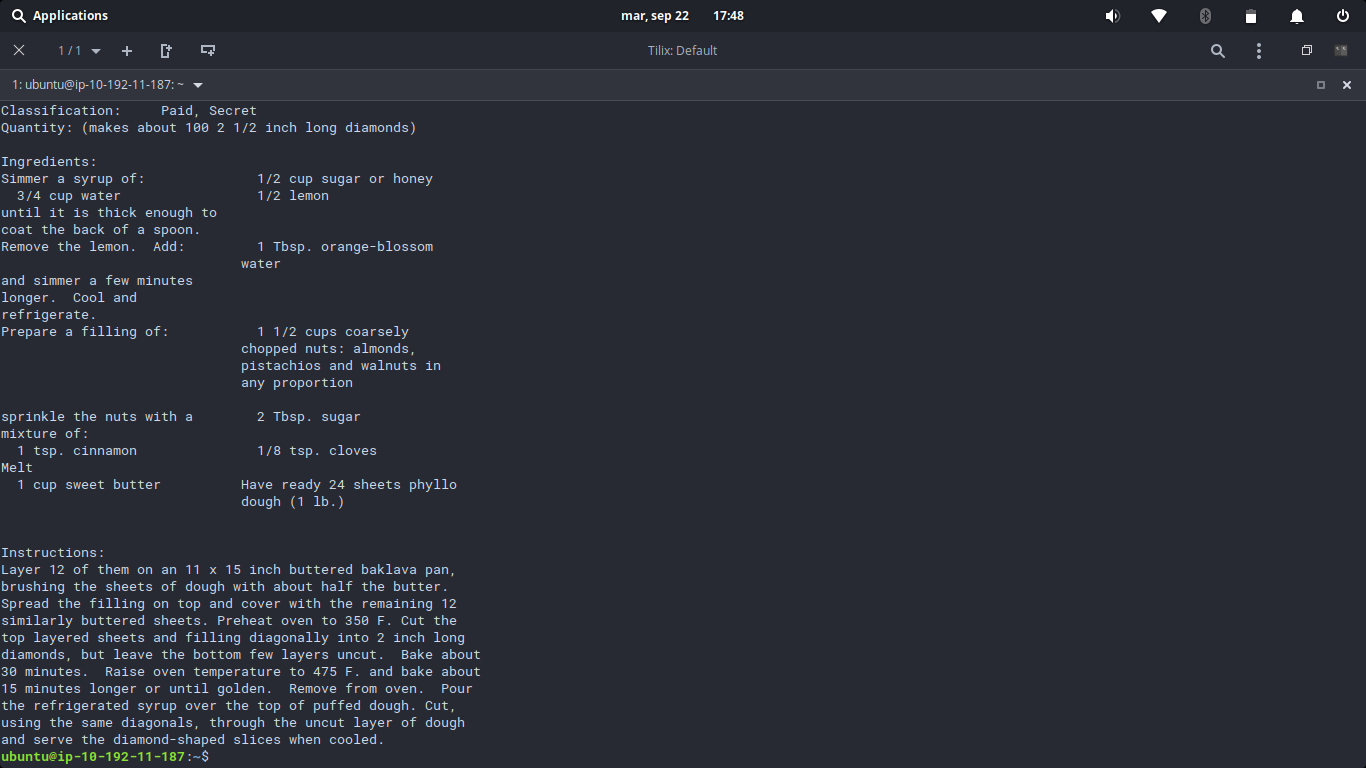 Applications
mar, sep 22 17:48
1 / 1
Tilix: Default
1: ubuntu@ip-10-192-11-187: ~
Classification:     Paid, Secret
Quantity: (makes about 100 2 1/2 inch long diamonds)
Ingredients:
Simmer a syrup of:              1/2 cup sugar or honey
  3/4 cup water                 1/2 lemon
until it is thick enough to
coat the back of a spoon.
Remove the lemon.  Add:         1 Tbsp. orange-blossom
                              water
and simmer a few minutes
longer.  Cool and
refrigerate.
Prepare a filling of:           1 1/2 cups coarsely
                              chopped nuts: almonds,
                              pistachios and walnuts in
                              any proportion
sprinkle the nuts with a        2 Tbsp. sugar
mixture of:
  1 tsp. cinnamon               1/8 tsp. cloves
Melt
  1 cup sweet butter          Have ready 24 sheets phyllo
                              dough (1 lb.)
Instructions:
Layer 12 of them on an 11 x 15 inch buttered baklava pan,
brushing the sheets of dough with about half the butter.
Spread the filling on top and cover with the remaining 12
similarly buttered sheets. Preheat oven to 350 F. Cut the
top layered sheets and filling diagonally into 2 inch long
diamonds, but leave the bottom few layers uncut.  Bake about
30 minutes.  Raise oven temperature to 475 F. and bake about
15 minutes longer or until golden.  Remove from oven.  Pour
the refrigerated syrup over the top of puffed dough. Cut,
using the same diagonals, through the uncut layer of dough
and serve the diamond-shaped slices when cooled.
ubuntu@ip-10-192-11-187:~$